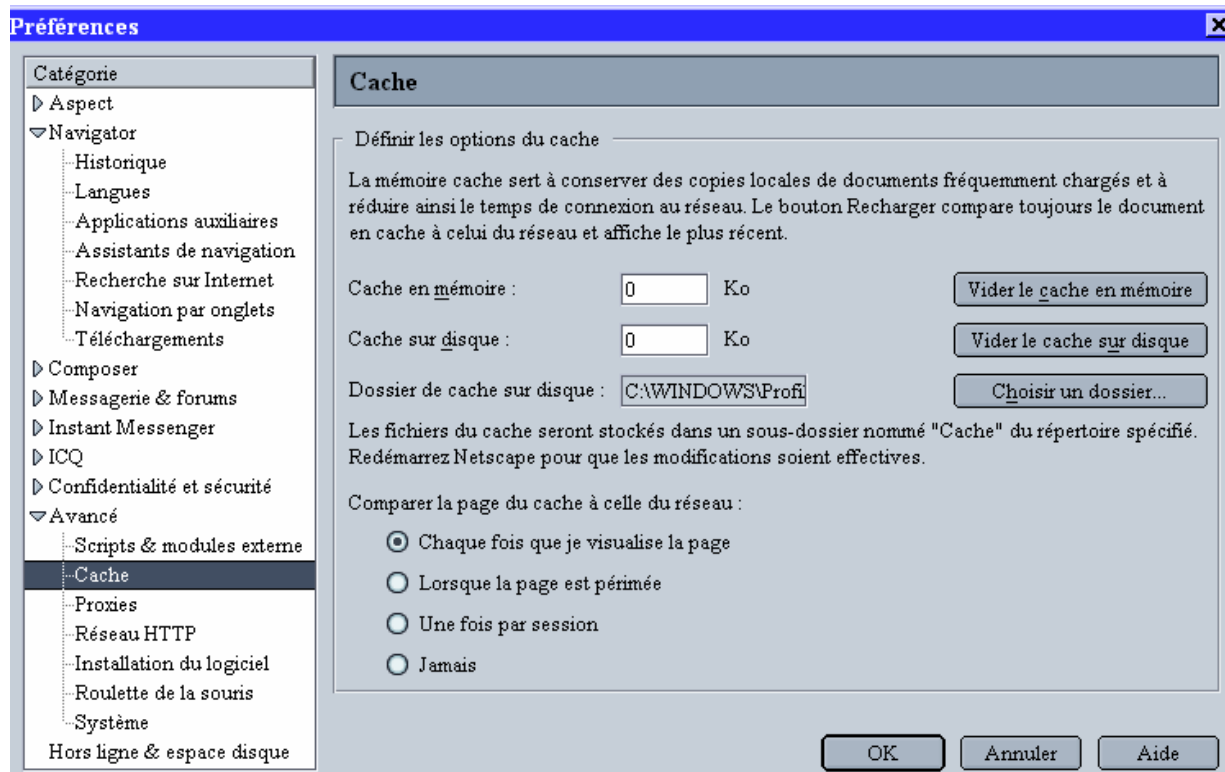 Préférences
Catégorie
Aspect
Navigator
Historique
Langues
Applications auxiliaires
Assistants de navigation
Recherche sur Internet
Navigation par onglets
Téléchargements
Composer
Messagerie & forums
Instant Messenger
ICQ
Confidentialité et sécurité
Avancé
Scripts & modules externe
Cache
Proxies
Réseau HTTP
Installation du logiciel
Roulette de la souris
Système
Hors ligne & espace disque
Cache
Définir les options du cache
La mémoire cache sert à conserver des copies locales de documents fréquemment chargés et à
réduire ainsi le temps de connexion au réseau. Le bouton Recharger compare toujours le document
en cache à celui du réseau et affiche le plus récent.
Cache en mémoire : 0 Ko Vider le cache en mémoire
Cache sur disque : 0 Ko Vider le cache sur disque
Dossier de cache sur disque : C:\WINDOWS\Profi Choisir un dossier...
Les fichiers du cache seront stockés dans un sous-dossier nommé "Cache" du répertoire spécifié.
Redémarrez Netscape pour que les modifications soient effectives.
Comparer la page du cache à celle du réseau :
Chaque fois que je visualise la page
Lorsque la page est périmée
Une fois par session
Jamais
OK Annuler Aide